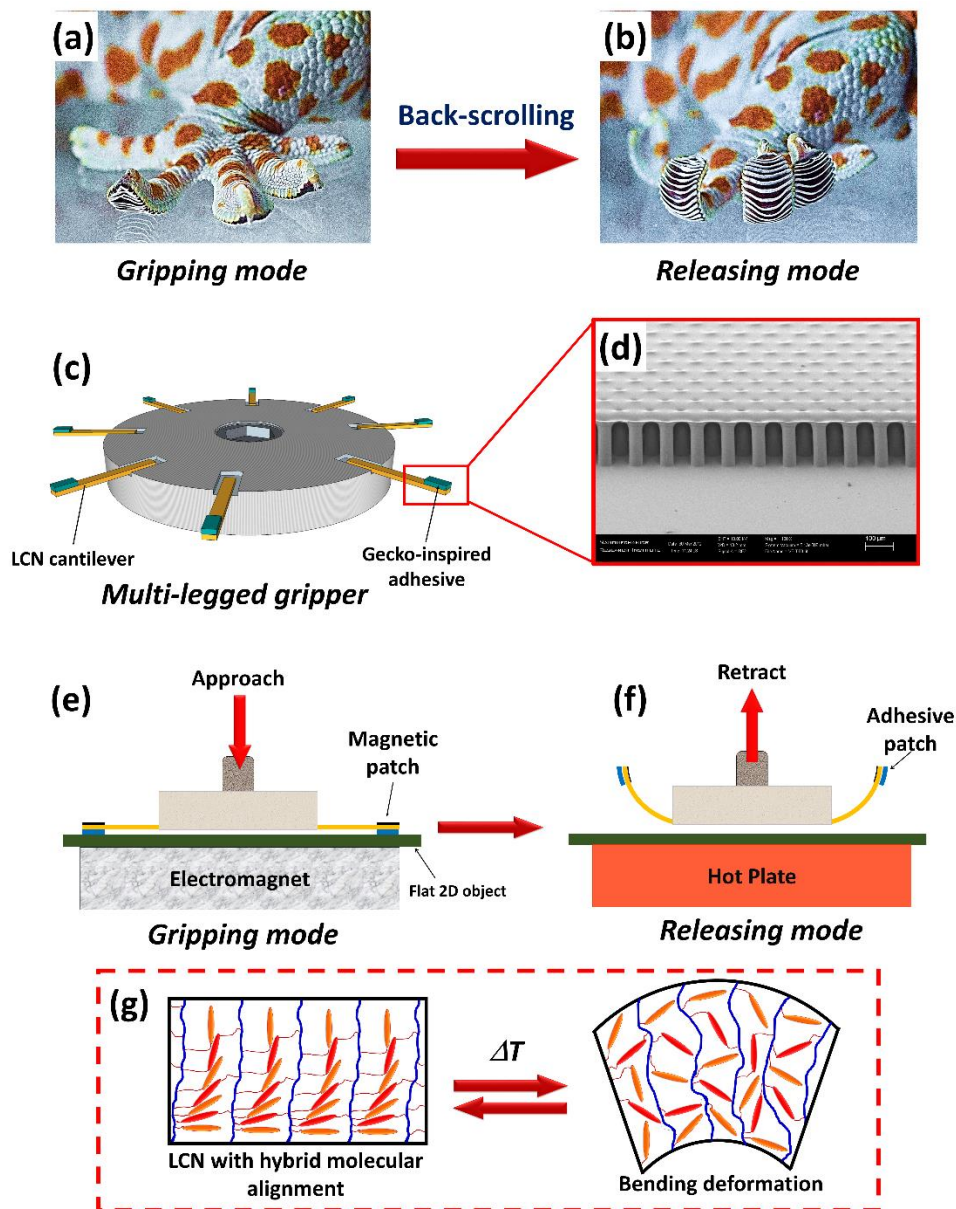 (a)
(b)
Back-scrolling
Gripping mode
Releasing mode
(c)
(d)
LCN cantilever
Gecko-inspired
adhesive
Multi-legged gripper
100 µm
(e)
Approach
Magnetic
patch
Electromagnet
Flat 2D object
Gripping mode
(f)
Retract
Adhesive
patch
Hot Plate
Releasing mode
(g)
LCN with hybrid molecular
alignment
ΔT
Bending deformation